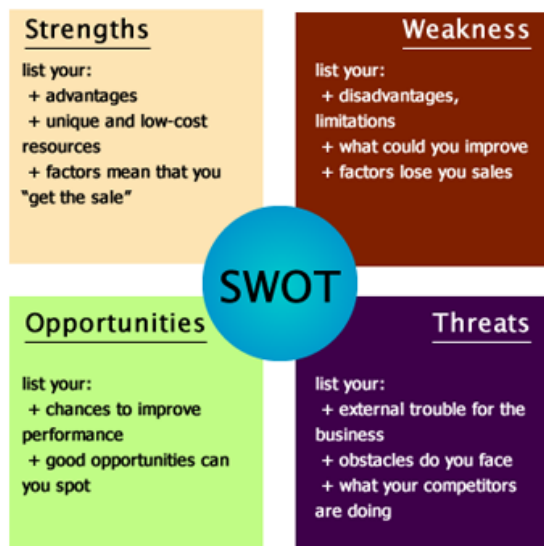 Strengths
list your:
+ advantages
+ unique and low-cost
resources
+ factors mean that you
“get the sale”
Weakness
list your:
+ disadvantages,
limitations
+ what could you improve
+ factors lose you sales
SWOT
Opportunities
list your:
+ chances to improve
performance
+ good opportunities can
you spot
Threats
list your:
+ external trouble for the
business
+ obstacles do you face
+ what your competitors
are doing